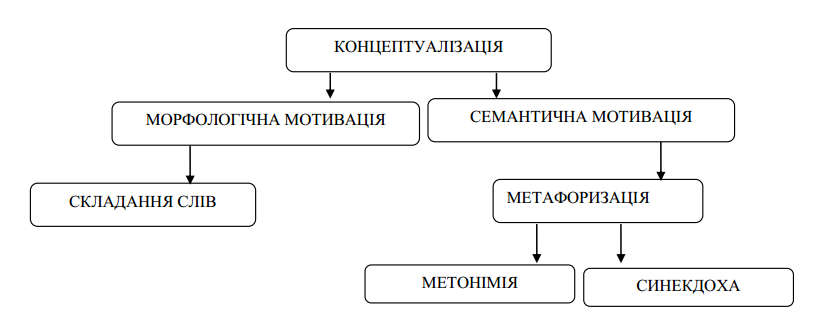 КОНЦЕПТУАЛІЗАЦІЯ
МОРФОЛОГІЧНА МОТИВАЦІЯ
СЕМАНТИЧНА МОТИВАЦІЯ
СКЛАДАННЯ СЛІВ
МЕТАФОРИЗАЦІЯ
МЕТОНІМІЯ
СИНЕКДОХА